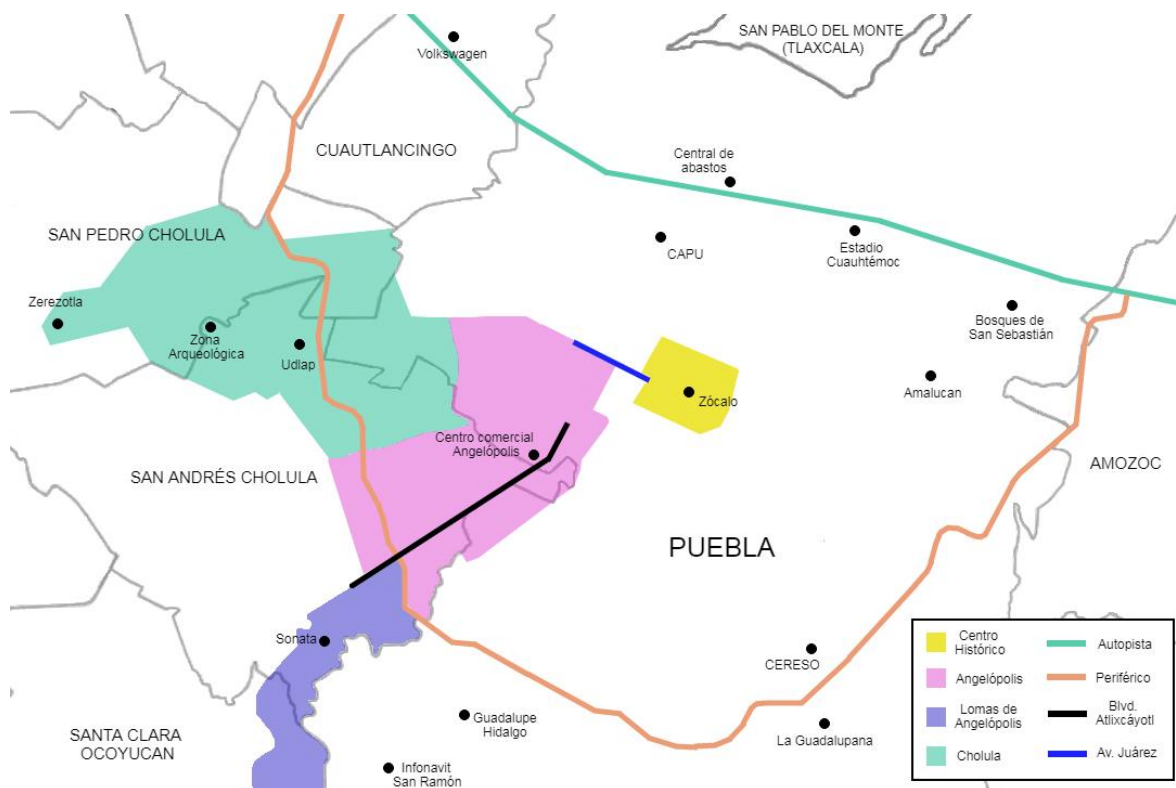 SAN PABLO DEL MONTE
(TLAXCALA)
Volkswagen
CUAUTLANCINGO
Central de
abastos
SAN PEDRO CHOLULA
CAPU
Estadio
Cuauhtémoc
Zerezotla
Zona
Arqueológica
Udlap
Bosques de
San Sebastián
Amalucan
Zócalo
Centro comercial
Angelópolis
SAN ANDRÉS CHOLULA
AMOZOC
PUEBLA
Sonata
CERESO
SANTA CLARA
OCOYUCAN
Guadalupe
Hidalgo
La Guadalupana
Infonavit
San Ramón
Centro
Histórico
Autopista
Angelópolis
Periférico
Lomas de
Angelópolis
Blvd.
Atlixcáyotl
Cholula
Av. Juárez